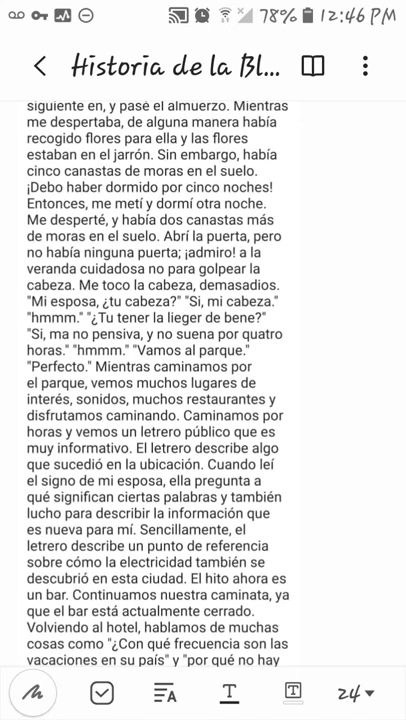 78% 12:46 PM
Historia de la Bl...
siguiente en, y pasé el almuerzo. Mientras
me despertaba, de alguna manera había
recogido flores para ella y las flores
estaban en el jarrón. Sin embargo, había
cinco canastas de moras en el suelo.
¡Debo haber dormido por cinco noches!
Entonces, me metí y dormí otra noche.
Me desperté, y había dos canastas más
de moras en el suelo. Abrí la puerta, pero
no había ninguna puerta; ¡admiro! a la
veranda cuidadosa no para golpear la
cabeza. Me toco la cabeza, demasadios.
"Mi esposa, ¿tu cabeza?" "Si, mi cabeza."
"hmmm." "¿Tu tener la lieger de bene?"
"Si, ma no pensiva, y no suena por quatro
horas." "hmmm." "Vamos al parque."
"Perfecto." Mientras caminamos por
el parque, vemos muchos lugares de
interés, sonidos, muchos restaurantes y
disfrutamos caminando. Caminamos por
horas y vemos un letrero público que es
muy informativo. El letrero describe algo
que sucedió en la ubicación. Cuando leí
el signo de mi esposa, ella pregunta a
qué significan ciertas palabras y también
lucho para describir la información que
es nueva para mí. Sencillamente, el
letrero describe un punto de referencia
sobre cómo la electricidad también se
descubrió en esta ciudad. El hito ahora es
un bar. Continuamos nuestra caminata, ya
que el bar está actualmente cerrado.
Volviendo al hotel, hablamos de muchas
cosas como "¿Con qué frecuencia son las
vacaciones en su país" y "por qué no hay
A T T 24